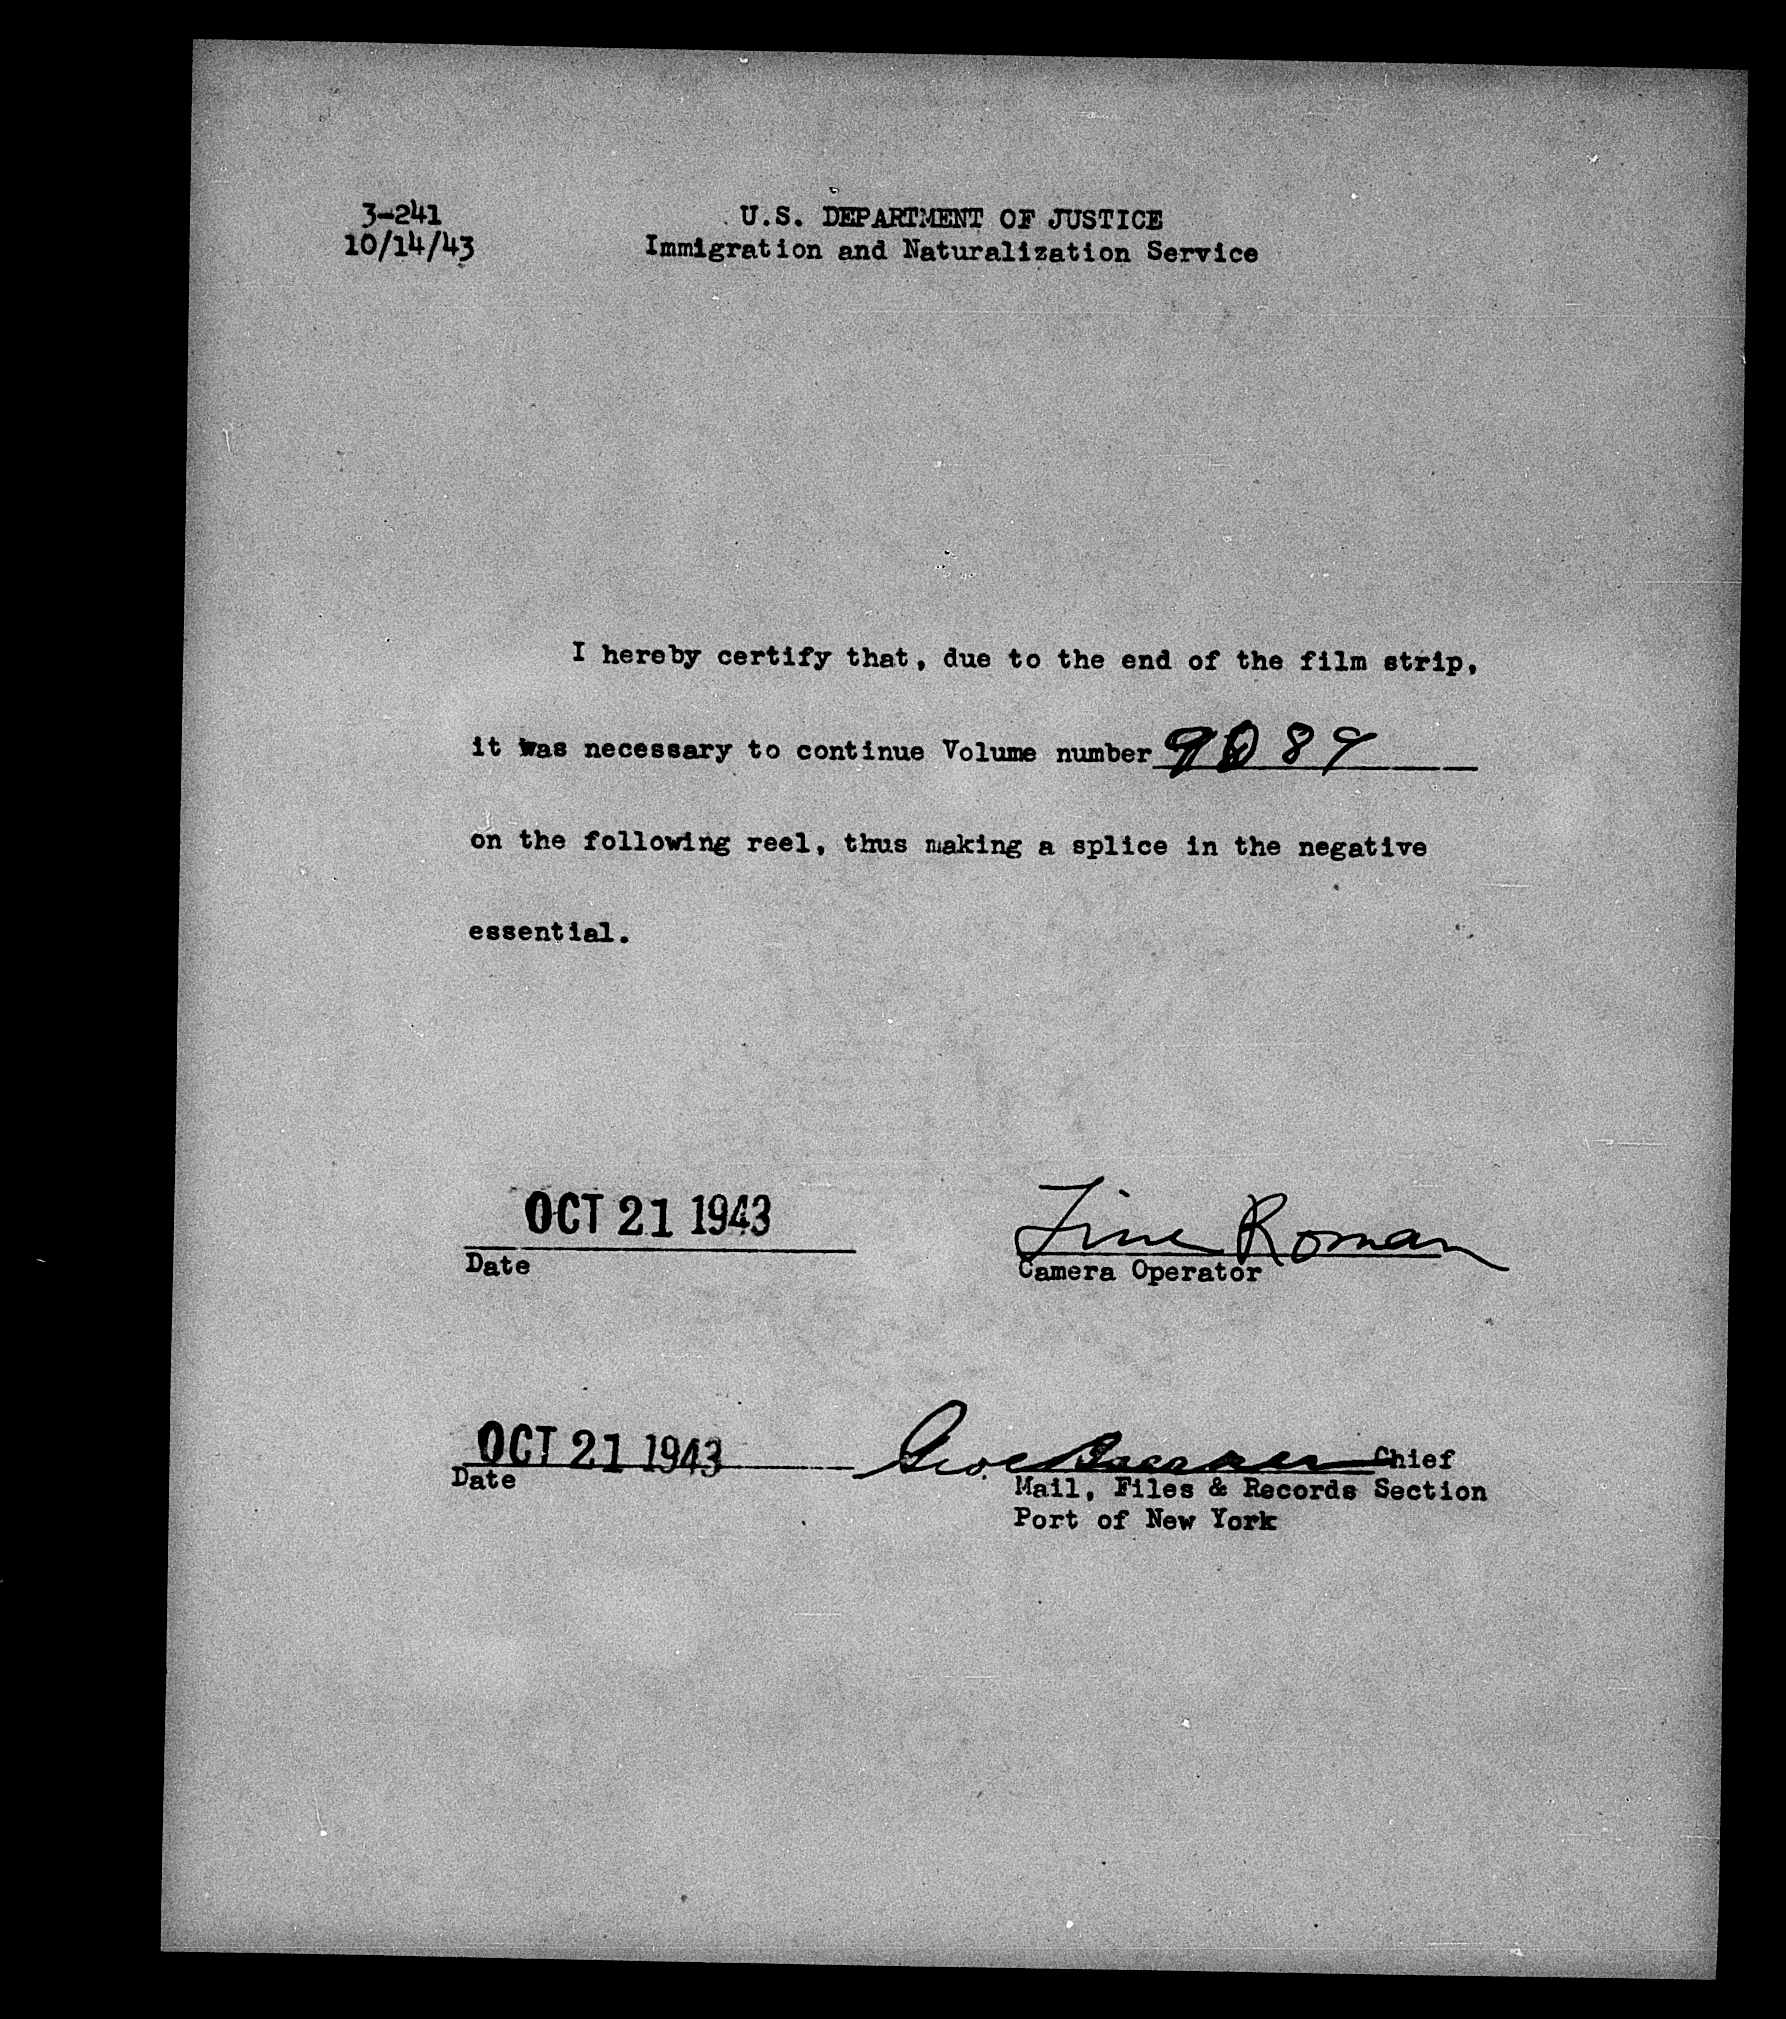 3-241
10/14/43
U.S. DEPARTMENT OF JUSTICE
Immigration and Naturalization Service
I hereby certify that, due to the end of the film strip,
it was necessary to continue Volume number 9089
on the following reel, thus making a splice in the negative
essential.
OCT 21 1943
Date
Roman
Camera Operator
OCT 21 1943
Date
Chief
Mail, Files & Records Section
Port of New York